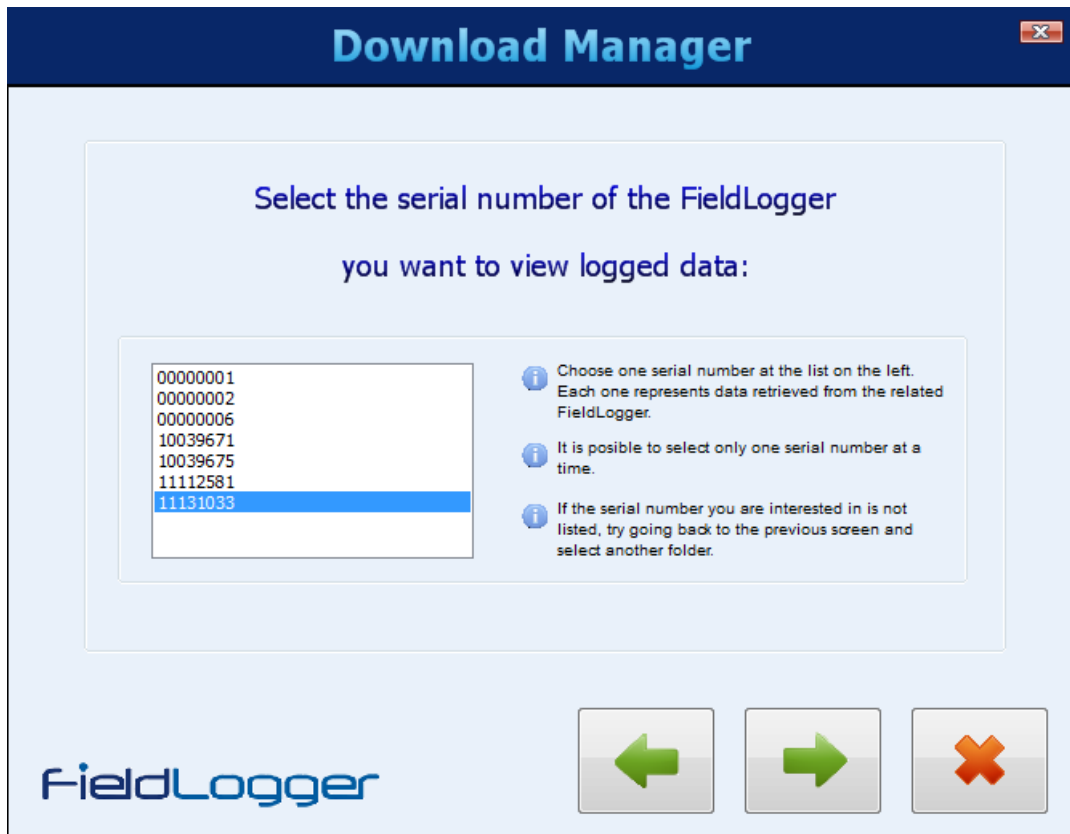 Download Manager
Select the serial number of the FieldLogger
you want to view logged data:
00000001
00000002
00000006
10039671
10039675
11112581
11131033
Choose one serial number at the list on the left.
Each one represents data retrieved from the related
FieldLogger.
It is posible to select only one serial number at a
time.
If the serial number you are interested in is not
listed, try going back to the previous screen and
select another folder.
FieldLogger